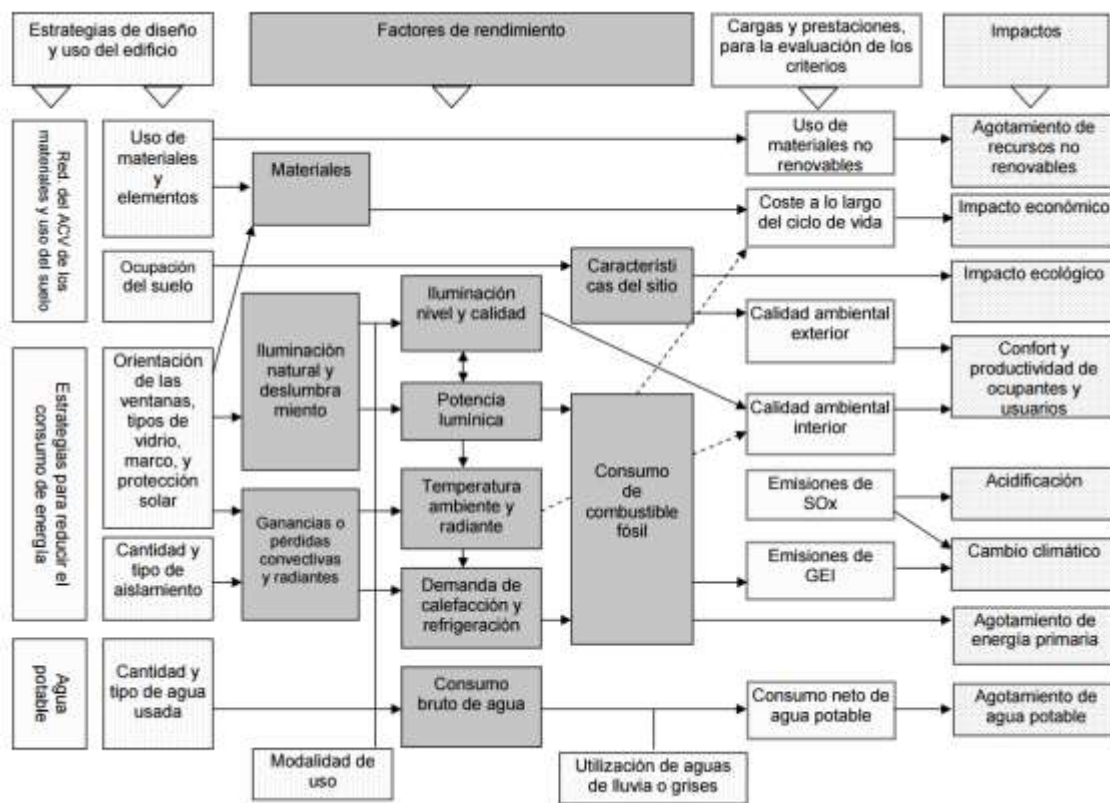 Estrategias de diseño
y uso del edificio
Factores de rendimiento
Cargas y prestaciones,
para la evaluación de los
criterios
Impactos
Red. del ACV de los
materiales y uso del suelo
Uso de
materiales
y
elementos
Materiales
Uso de
materiales no
renovables
Agotamiento de
recursos no
renovables
Coste a lo largo
del ciclo de vida
Impacto económico
Ocupación
del suelo
Característi
cas del sitio
Impacto ecológico
Iluminación
nivel y calidad
Calidad ambiental
exterior
Estrategias para reducir el
consumo de energía
Orientación
de las
ventanas,
tipos de
vidrio,
marco, y
protección
solar
Iluminación
natural y
deslumbra
miento
Potencia
lumínica
Confort y
productividad de
ocupantes y
usuarios
Calidad ambiental
interior
Consumo
de
combustible
fósil
Temperatura
ambiente y
radiante
Emisiones de
SOx
Acidificación
Ganancias o
pérdidas
convectivas
y radiantes
Cantidad y
tipo de
aislamiento
Emisiones de
GEI
Cambio climático
Demanda de
calefacción y
refrigeración
Agotamiento de
energía primaria
Agua
potable
Cantidad y
tipo de agua
usada
Consumo
bruto de agua
Consumo neto de
agua potable
Agotamiento de
agua potable
Modalidad de
uso
Utilización de aguas
de lluvia o grises